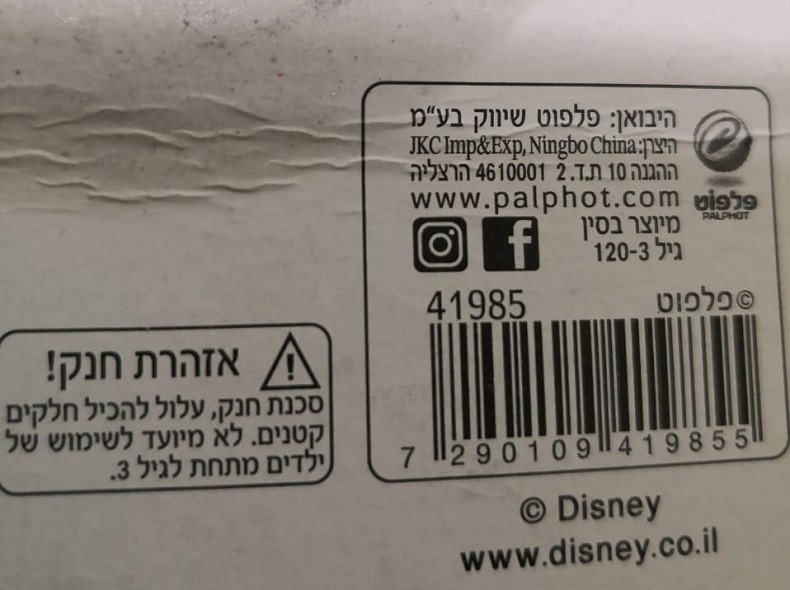 היבואן: פלפוט שיווק בע"מ
היצרן: JKC Imp&Exp, Ningbo China
ההגנה 10 ת.ד. 2 4610001 הרצליה
www.palphot.com
פלפוט
PALPHOT
מיוצר בסין
גיל 120-3
41985
©פלפוט
7 290109 419855
© Disney
www.disney.co.il
אזהרת חנק!
סכנת חנק, עלול להכיל חלקים
קטנים. לא מיועד לשימוש של
ילדים מתחת לגיל 3.